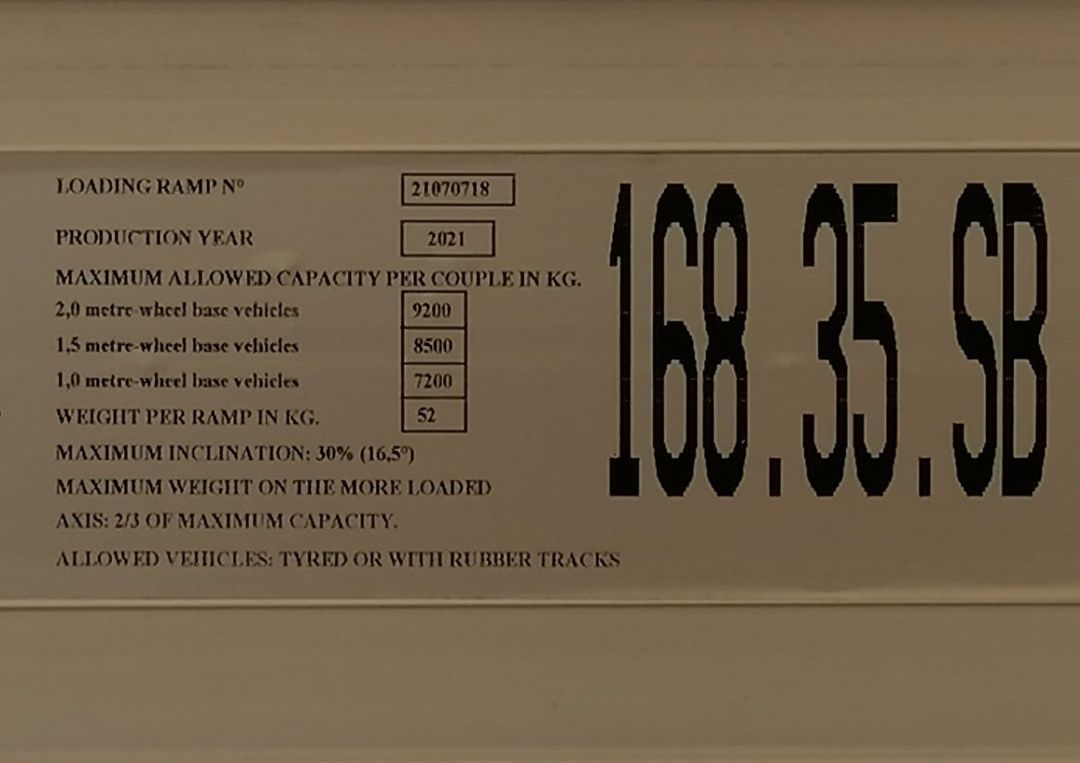 LOADING RAMP Nº 21070718
PRODUCTION YEAR 2021
MAXIMUM ALLOWED CAPACITY PER COUPLE IN KG.
2,0 metre-wheel base vehicles 9200
1,5 metre-wheel base vehicles 8500
1,0 metre-wheel base vehicles 7200
WEIGHT PER RAMP IN KG. 52
MAXIMUM INCLINATION: 30% (16,5º)
MAXIMUM WEIGHT ON THE MORE LOADED
AXIS: 2/3 OF MAXIMUM CAPACITY.
ALLOWED VEHICLES: TYRED OR WITH RUBBER TRACKS
168.35.SB